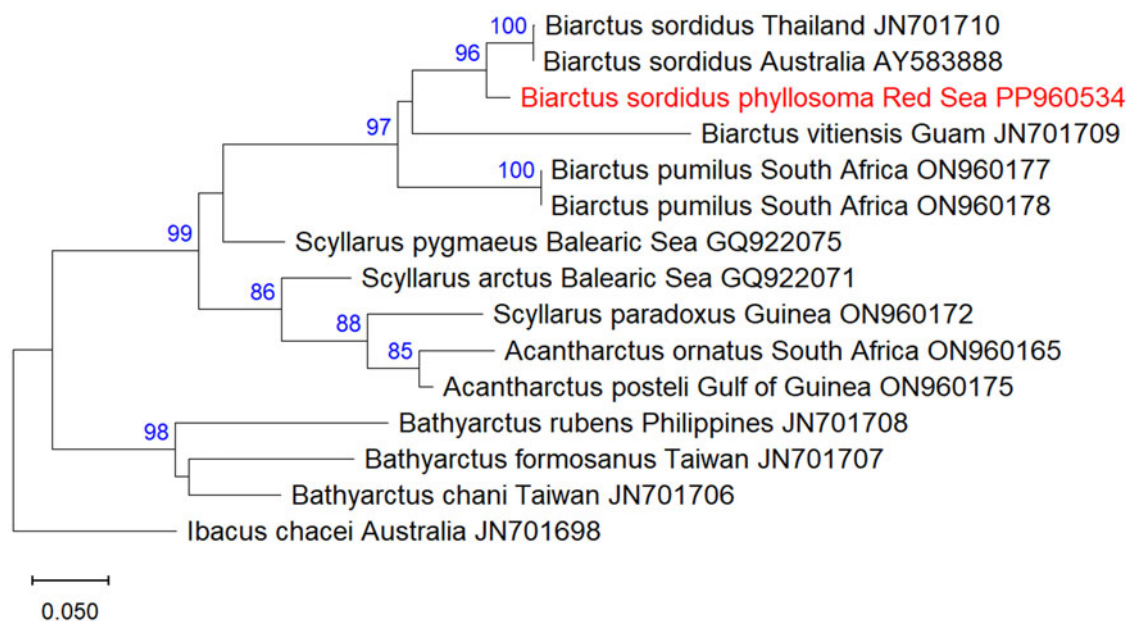 100
Biarctus sordidus Thailand JN701710
96
Biarctus sordidus Australia AY583888
Biarctus sordidus phyllosoma Red Sea PP960534
97
Biarctus vitiensis Guam JN701709
100
Biarctus pumilus South Africa ON960177
Biarctus pumilus South Africa ON960178
99
Scyllarus pygmaeus Balearic Sea GQ922075
86
Scyllarus arctus Balearic Sea GQ922071
88
Scyllarus paradoxus Guinea ON960172
85
Acantharctus ornatus South Africa ON960165
Acantharctus posteli Gulf of Guinea ON960175
98
Bathyarctus rubens Philippines JN701708
Bathyarctus formosanus Taiwan JN701707
Bathyarctus chani Taiwan JN701706
Ibacus chacei Australia JN701698
0.050